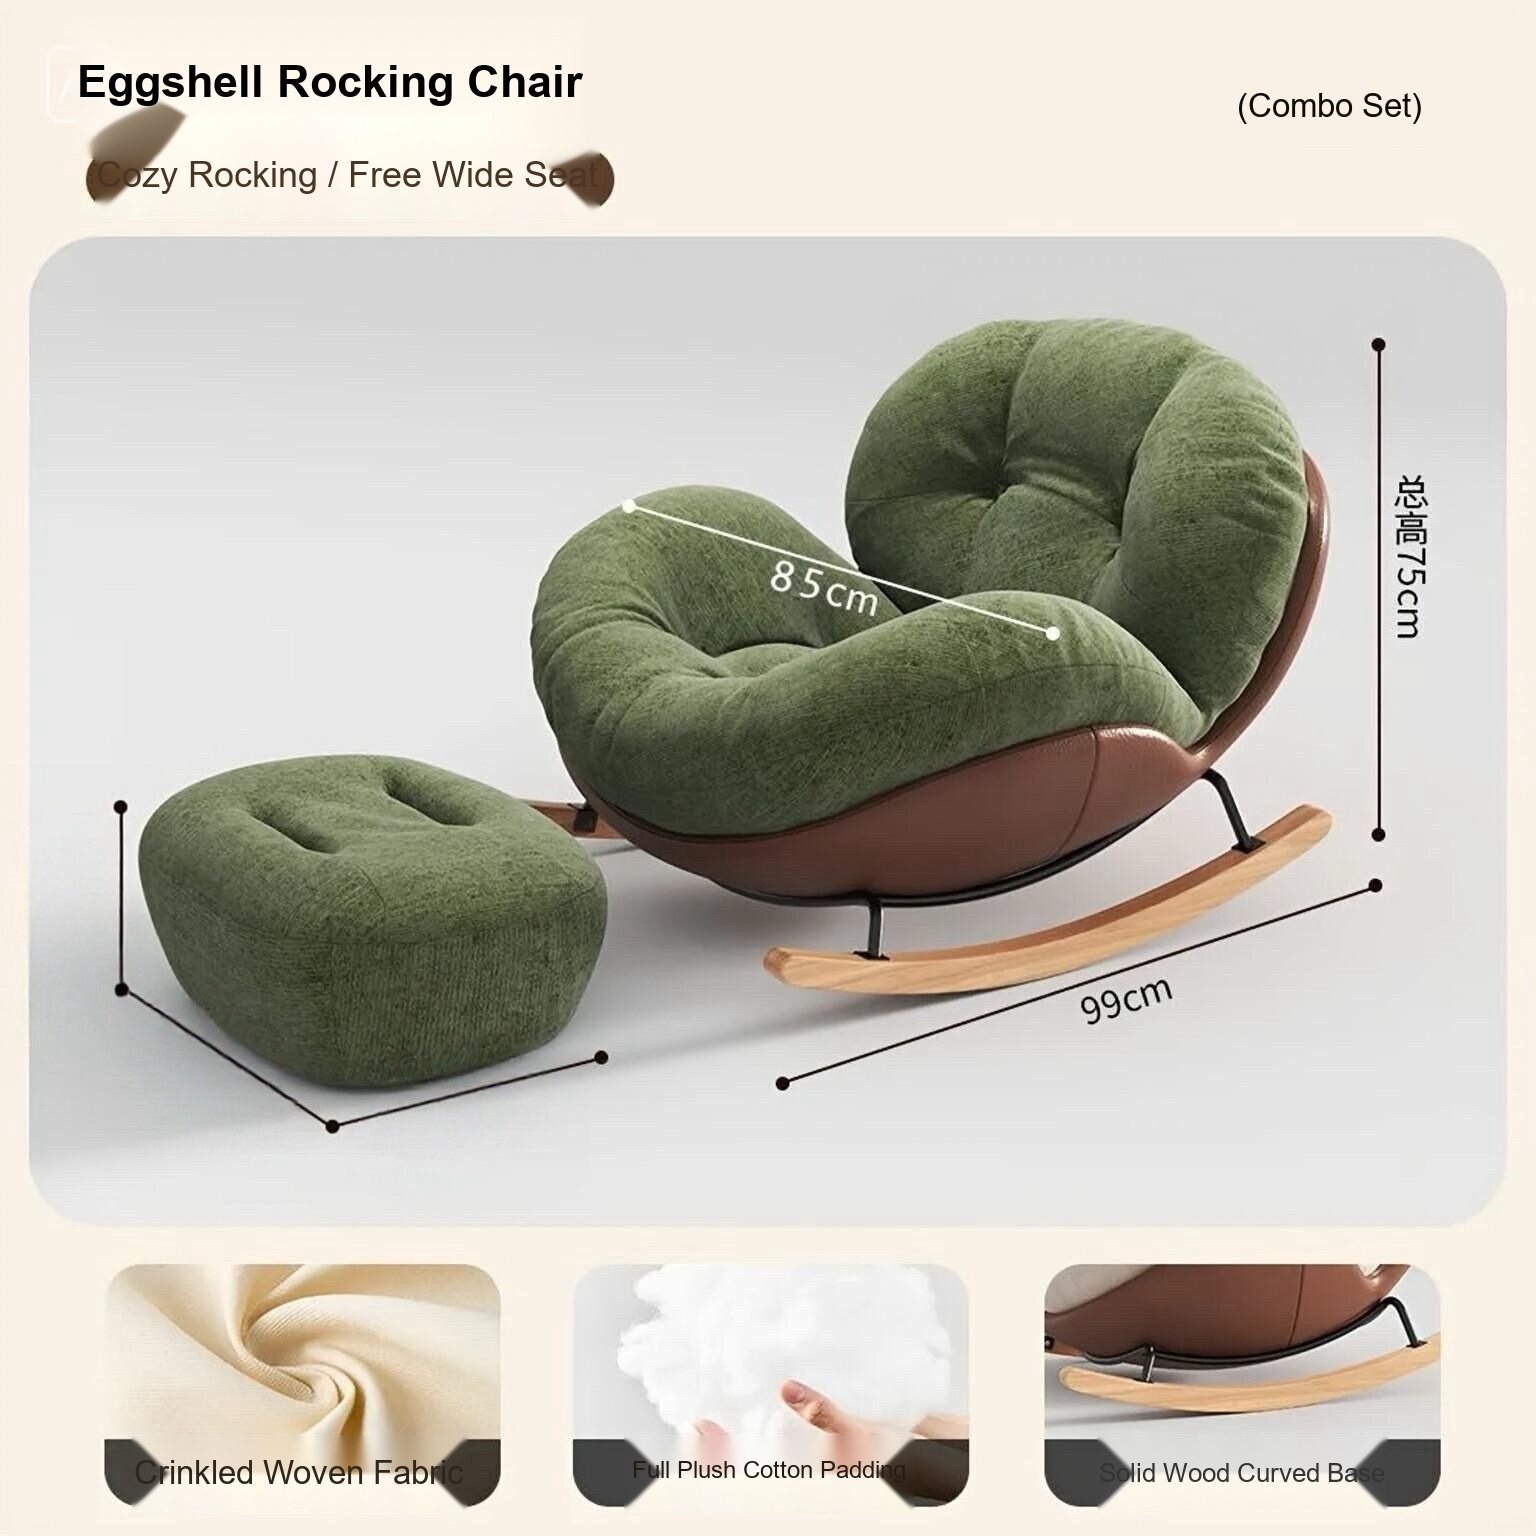 Eggshell Rocking Chair
(Combo Set)
Cozy Rocking / Free Wide Seat
85cm
总高75cm
99cm
Crinkled Woven Fabric
Full Plush Cotton Padding
Solid Wood Curved Base